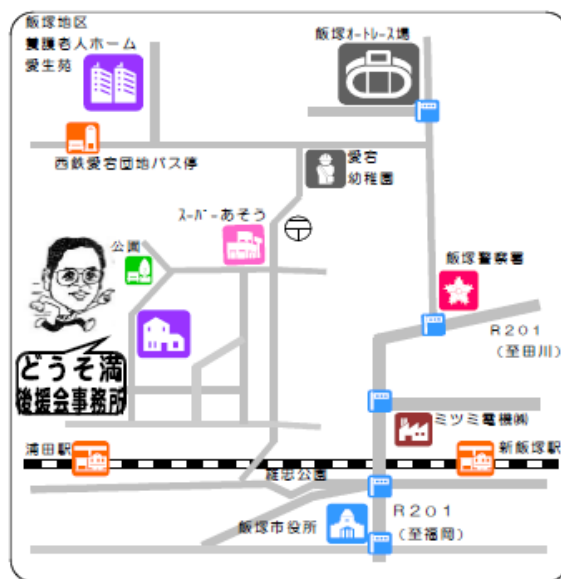 飯塚地区
養護老人ホーム
愛生苑
飯塚ｵｰﾄﾚｰｽ場
西鉄愛宕団地バス停
愛宕
幼稚園
ｽｰﾊﾟｰあそう
公園
飯塚警察署
R201
(至田川)
どうぞ満
後援会事務所
ミツミ電機㈱
浦田駅
新飯塚駅
雄忠公園
飯塚市役所
R201
(至福岡)